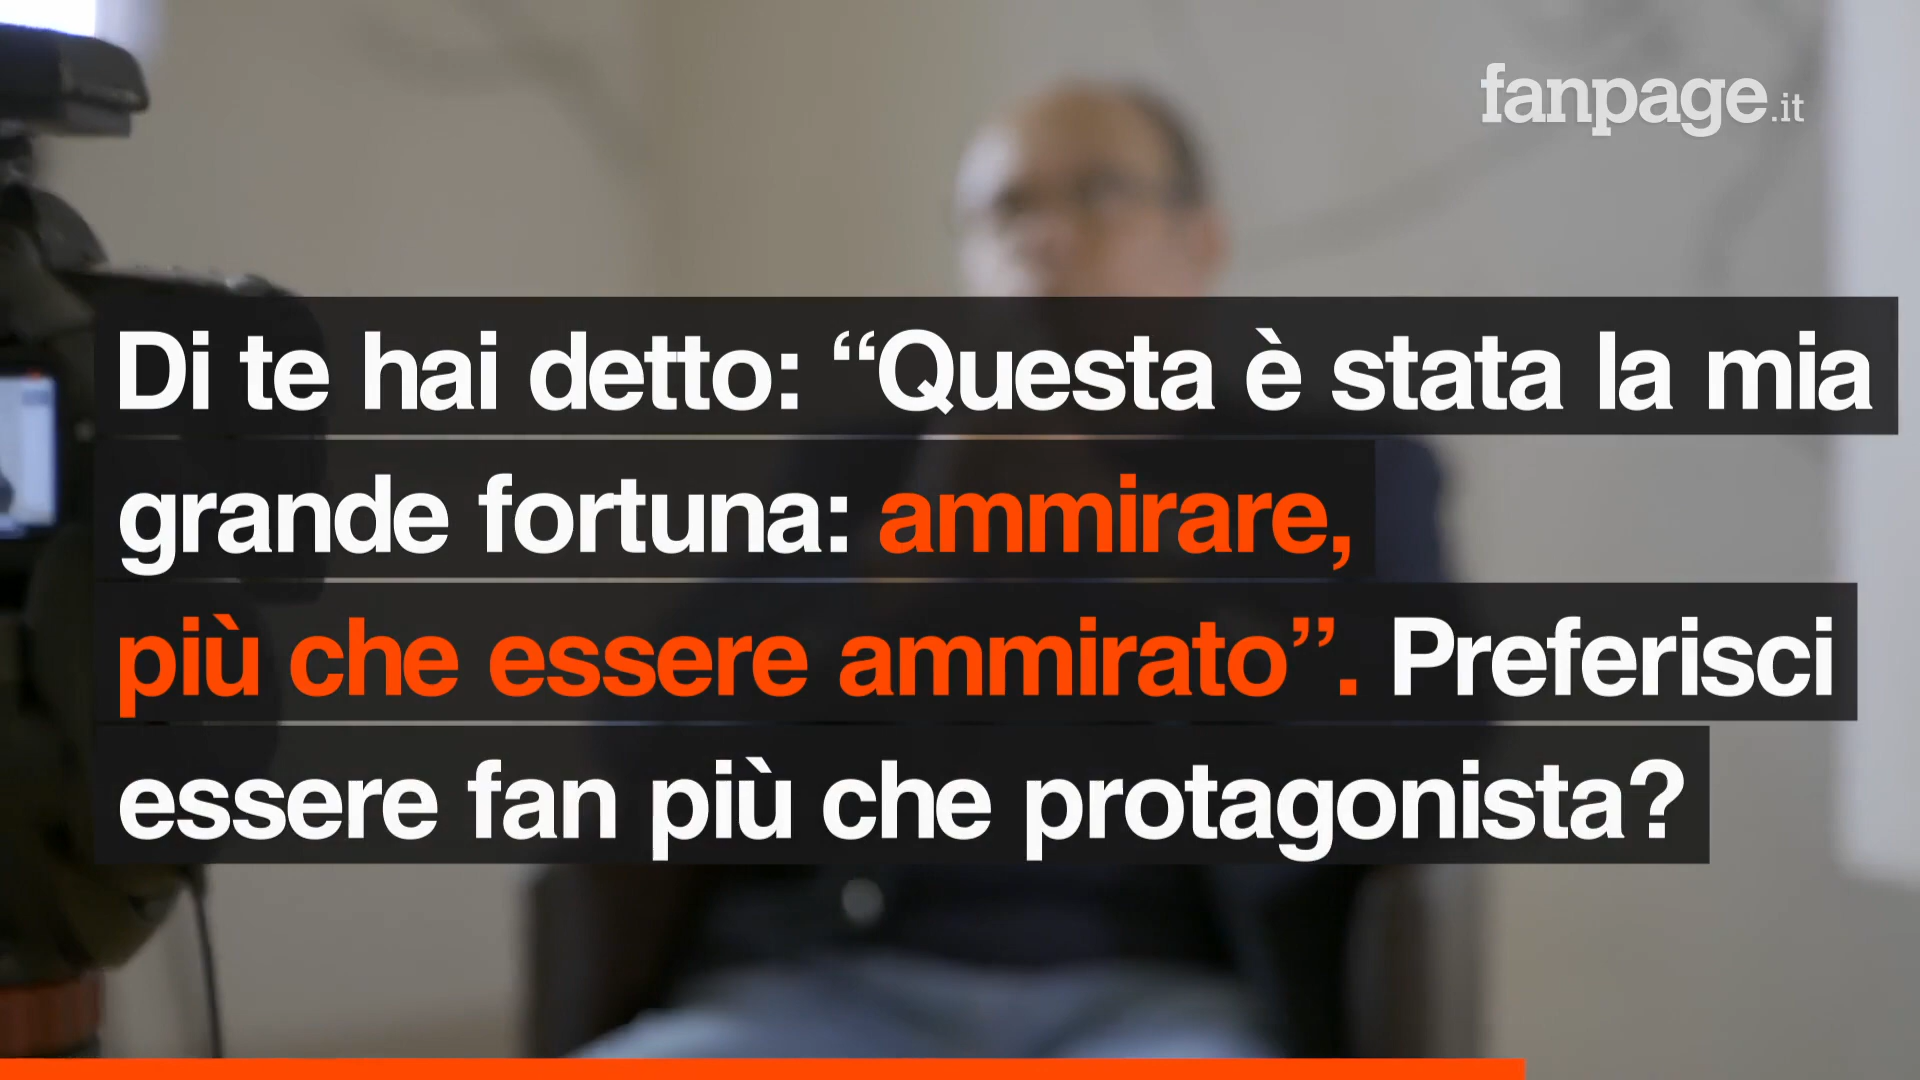 fanpage.it
Di te hai detto: “Questa è stata la mia
grande fortuna: ammirare,
più che essere ammirato”. Preferisci
essere fan più che protagonista?